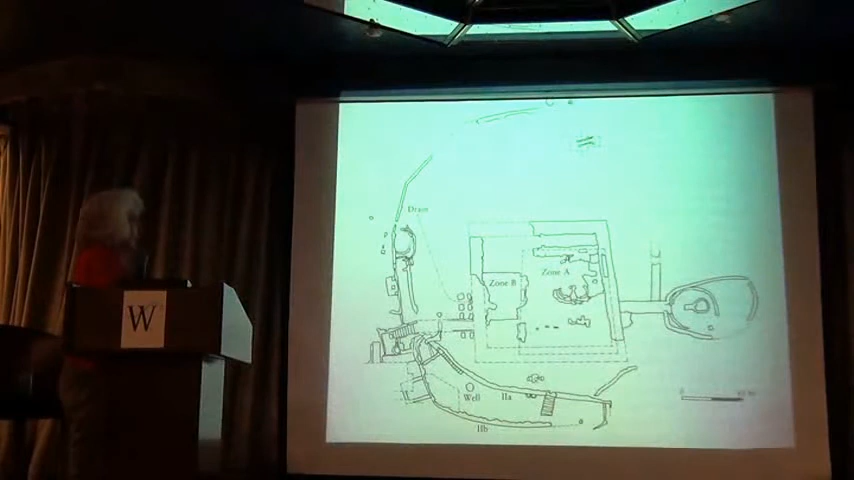 Drain
Zone A
Zone B
Well
IIa
IIb
W